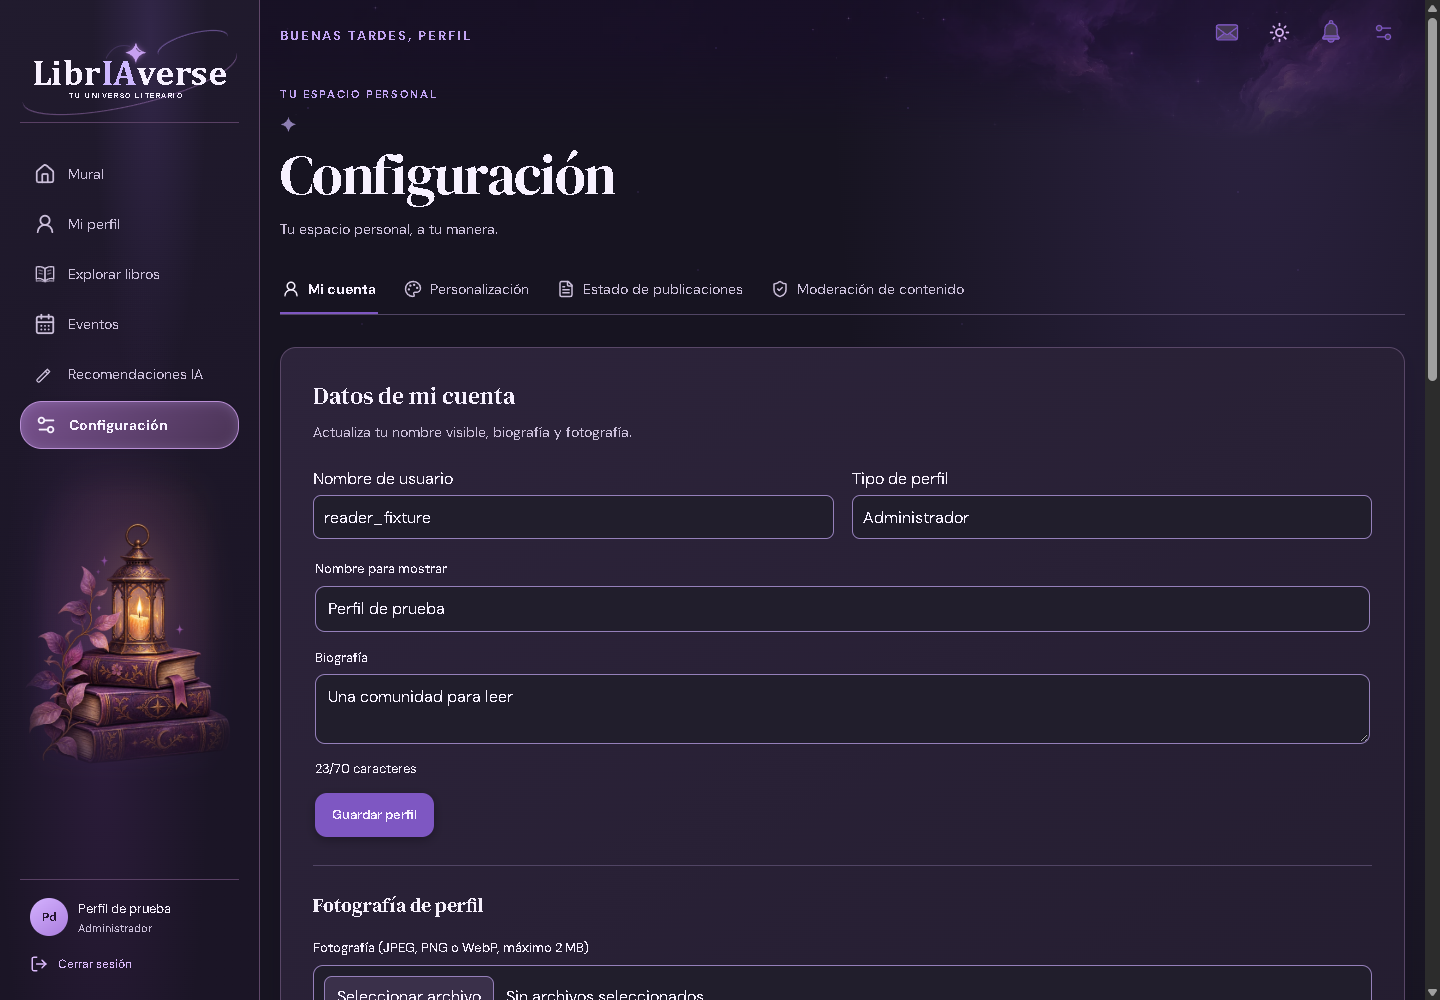 LibrIAverse
TU UNIVERSO LITERARIO
Mural
Mi perfil
Explorar libros
Eventos
Recomendaciones IA
Configuración
Pd
Perfil de prueba
Administrador
Cerrar sesión
BUENAS TARDES, PERFIL
TU ESPACIO PERSONAL
Configuración
Tu espacio personal, a tu manera.
Mi cuenta
Personalización
Estado de publicaciones
Moderación de contenido
Datos de mi cuenta
Actualiza tu nombre visible, biografía y fotografía.
Nombre de usuario
reader_fixture
Tipo de perfil
Administrador
Nombre para mostrar
Perfil de prueba
Biografía
Una comunidad para leer
23/70 caracteres
Guardar perfil
Fotografía de perfil
Fotografía (JPEG, PNG o WebP, máximo 2 MB)
Seleccionar archivo
Sin archivos seleccionados